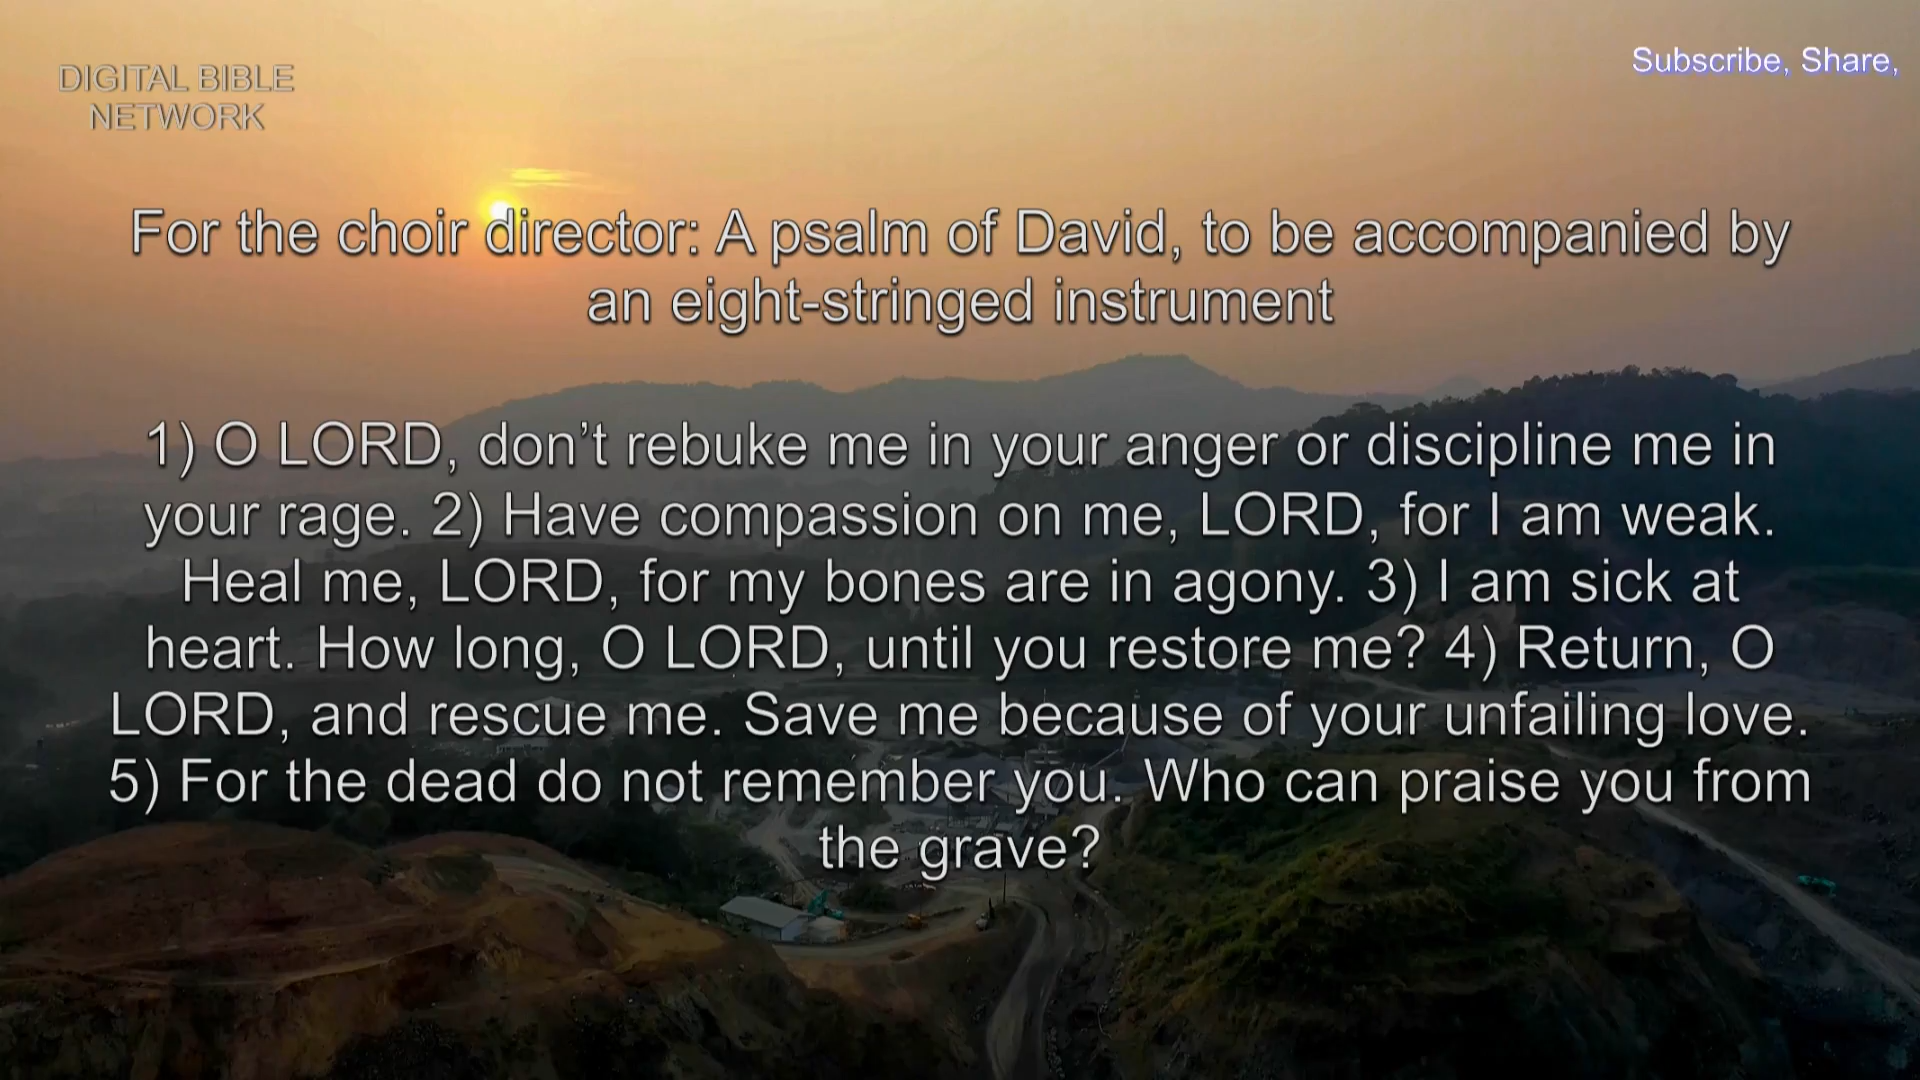 DIGITAL BIBLE
NETWORK
Subscribe, Share,
For the choir director: A psalm of David, to be accompanied by
an eight-stringed instrument
1) O LORD, don’t rebuke me in your anger or discipline me in
your rage. 2) Have compassion on me, LORD, for I am weak.
Heal me, LORD, for my bones are in agony. 3) I am sick at
heart. How long, O LORD, until you restore me? 4) Return, O
LORD, and rescue me. Save me because of your unfailing love.
5) For the dead do not remember you. Who can praise you from
the grave?